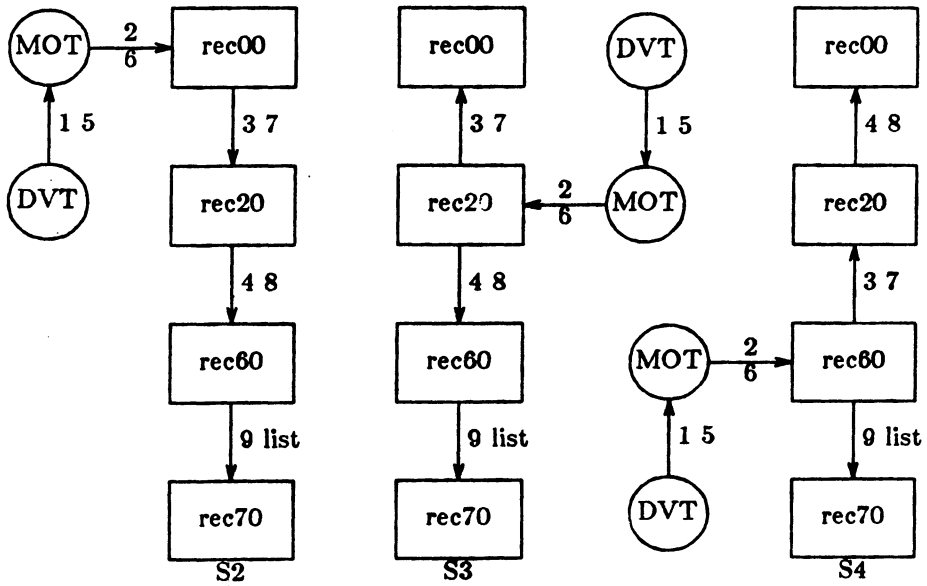 MOT
2
6
rec00
rec00
DVT
rec00
1 5
3 7
3 7
1 5
4 8
DVT
rec20
rec20
2
6
MOT
rec20
4 8
4 8
3 7
rec60
rec60
MOT
2
6
rec60
9 list
9 list
1 5
9 list
rec70
rec70
DVT
rec70
S2
S3
S4